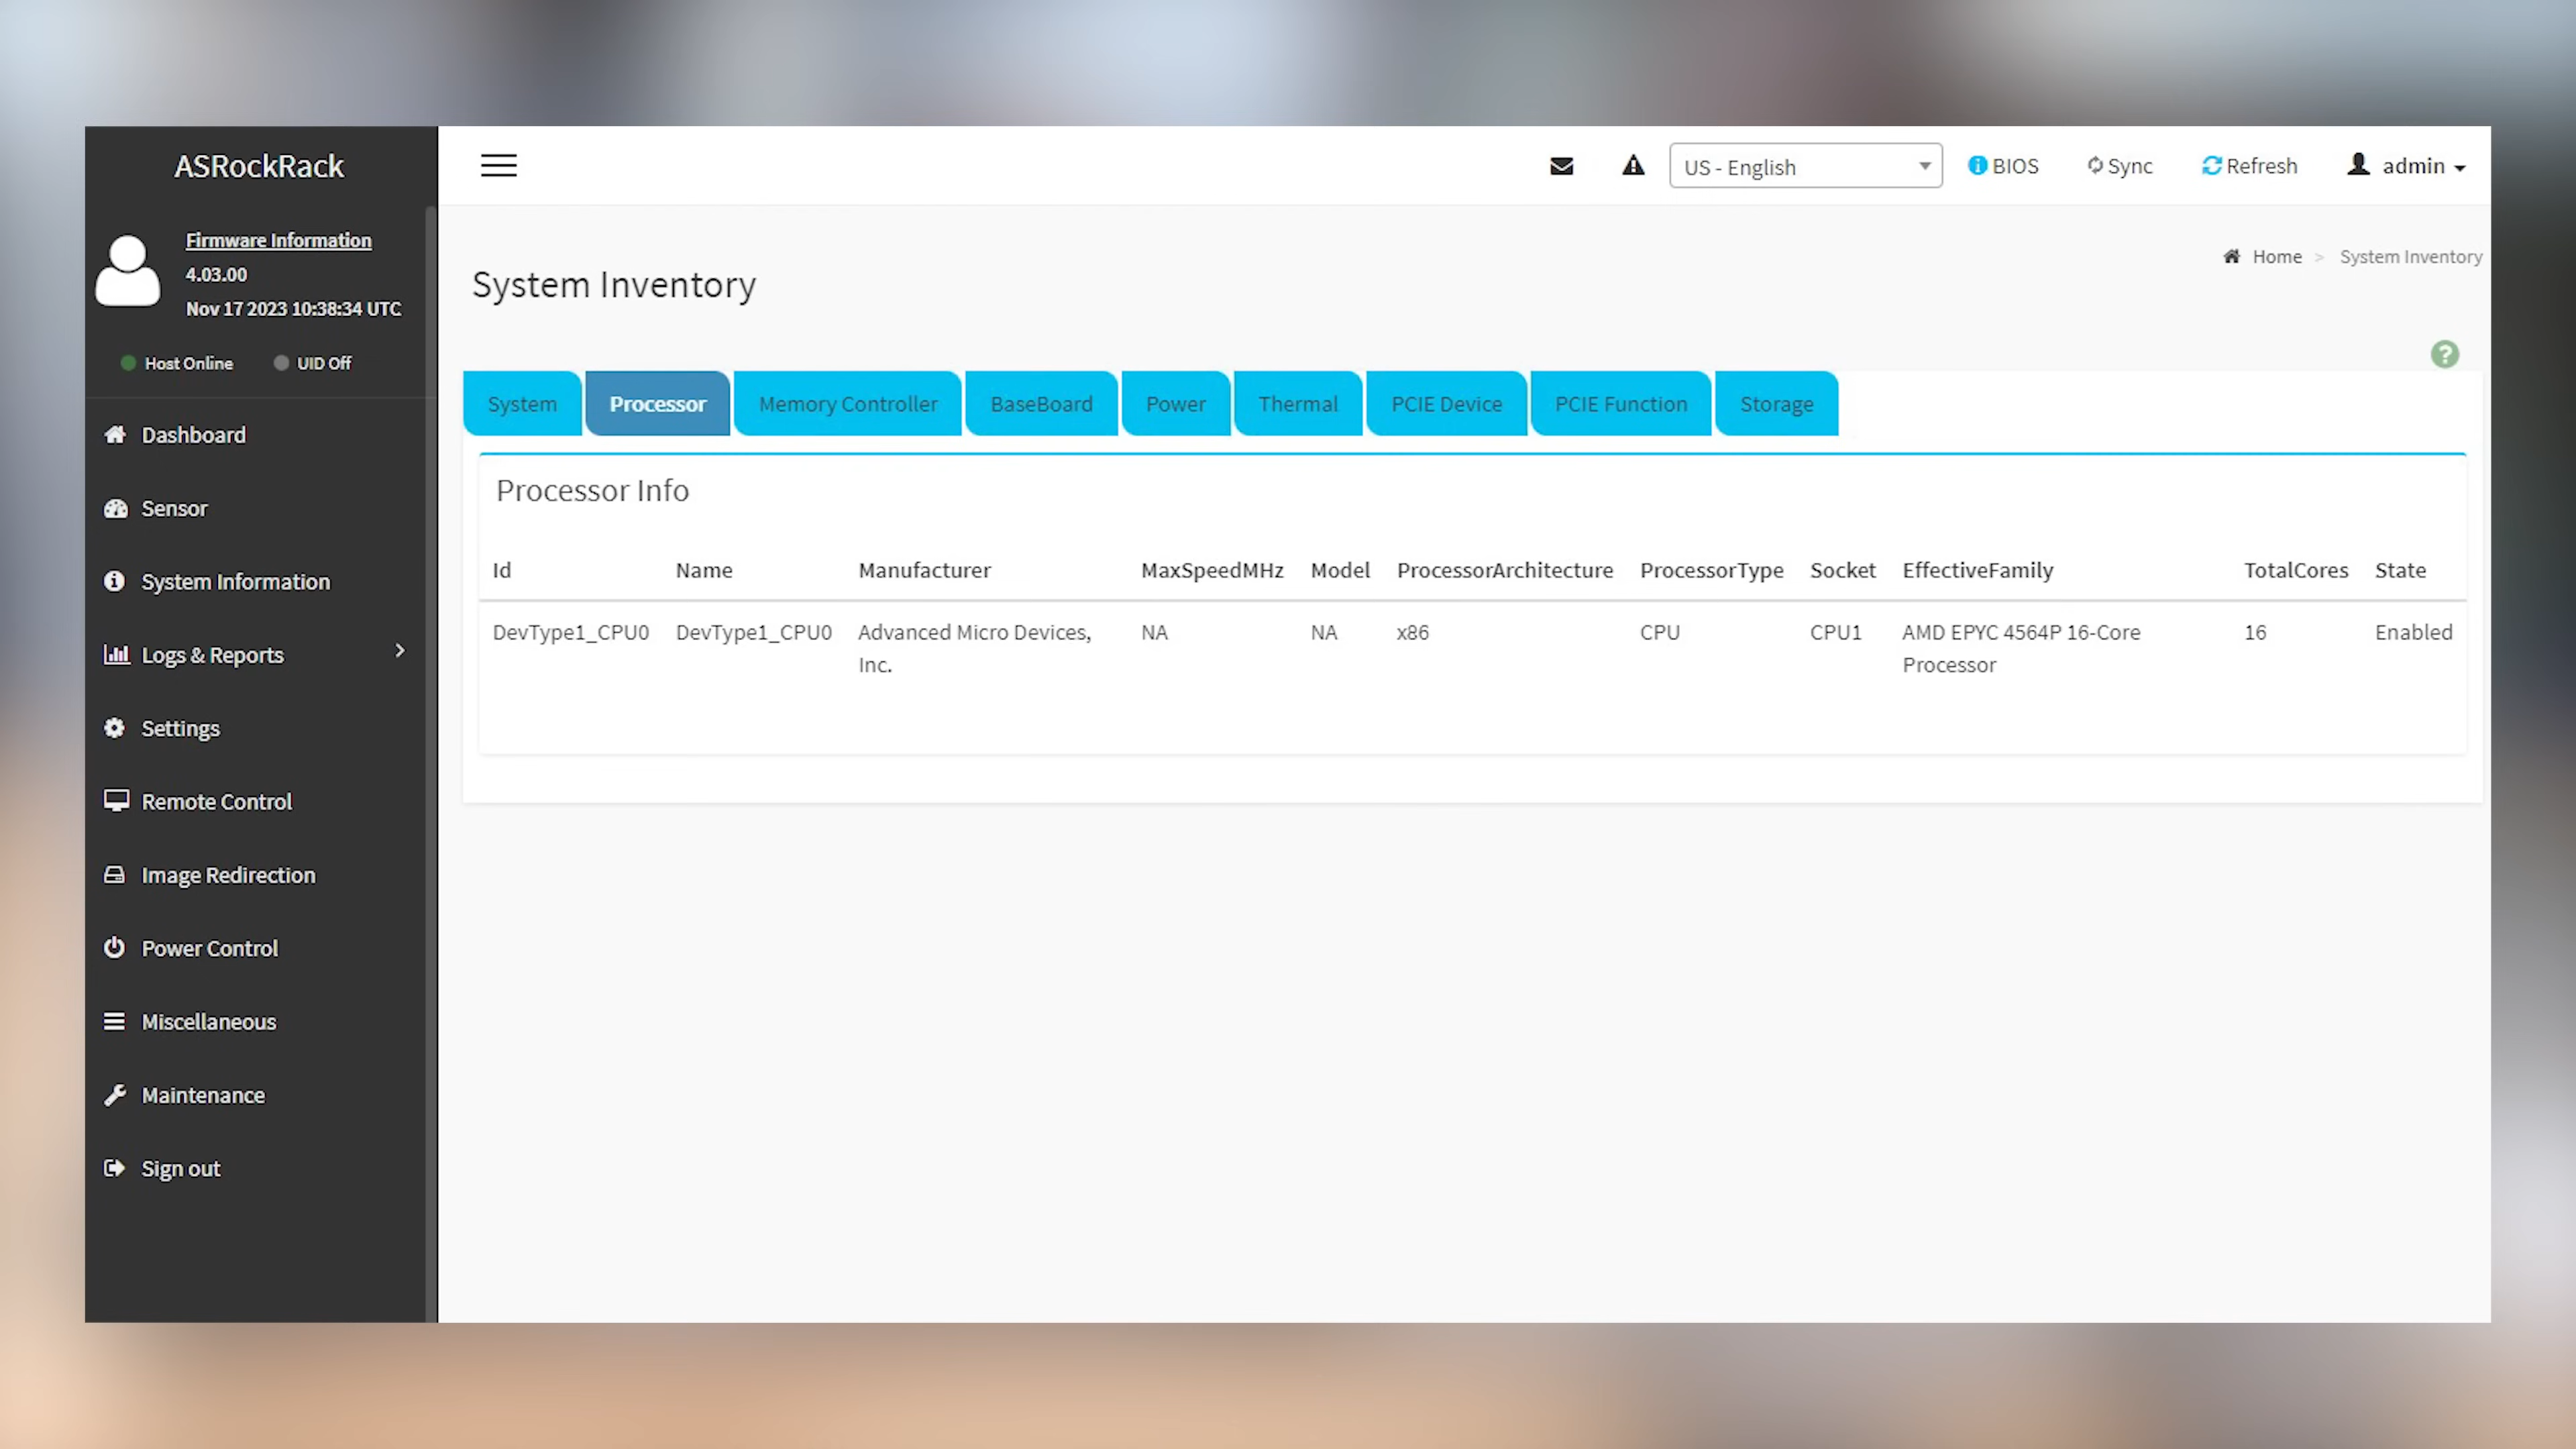 ASRockRack
US - English
BIOS
Sync
Refresh
admin
Firmware Information
4.03.00
Nov 17 2023 10:38:34 UTC
Host Online
UID Off
Dashboard
Sensor
System Information
Logs & Reports
Settings
Remote Control
Image Redirection
Power Control
Miscellaneous
Maintenance
Sign out
Home > System Inventory
System Inventory
?
System Processor Memory Controller BaseBoard Power Thermal PCIE Device PCIE Function Storage
Processor Info
Id Name Manufacturer MaxSpeedMHz Model ProcessorArchitecture ProcessorType Socket EffectiveFamily TotalCores State
DevType1_CPU0 DevType1_CPU0 Advanced Micro Devices, NA NA x86 CPU CPU1 AMD EPYC 4564P 16-Core 16 Enabled
Inc. Processor